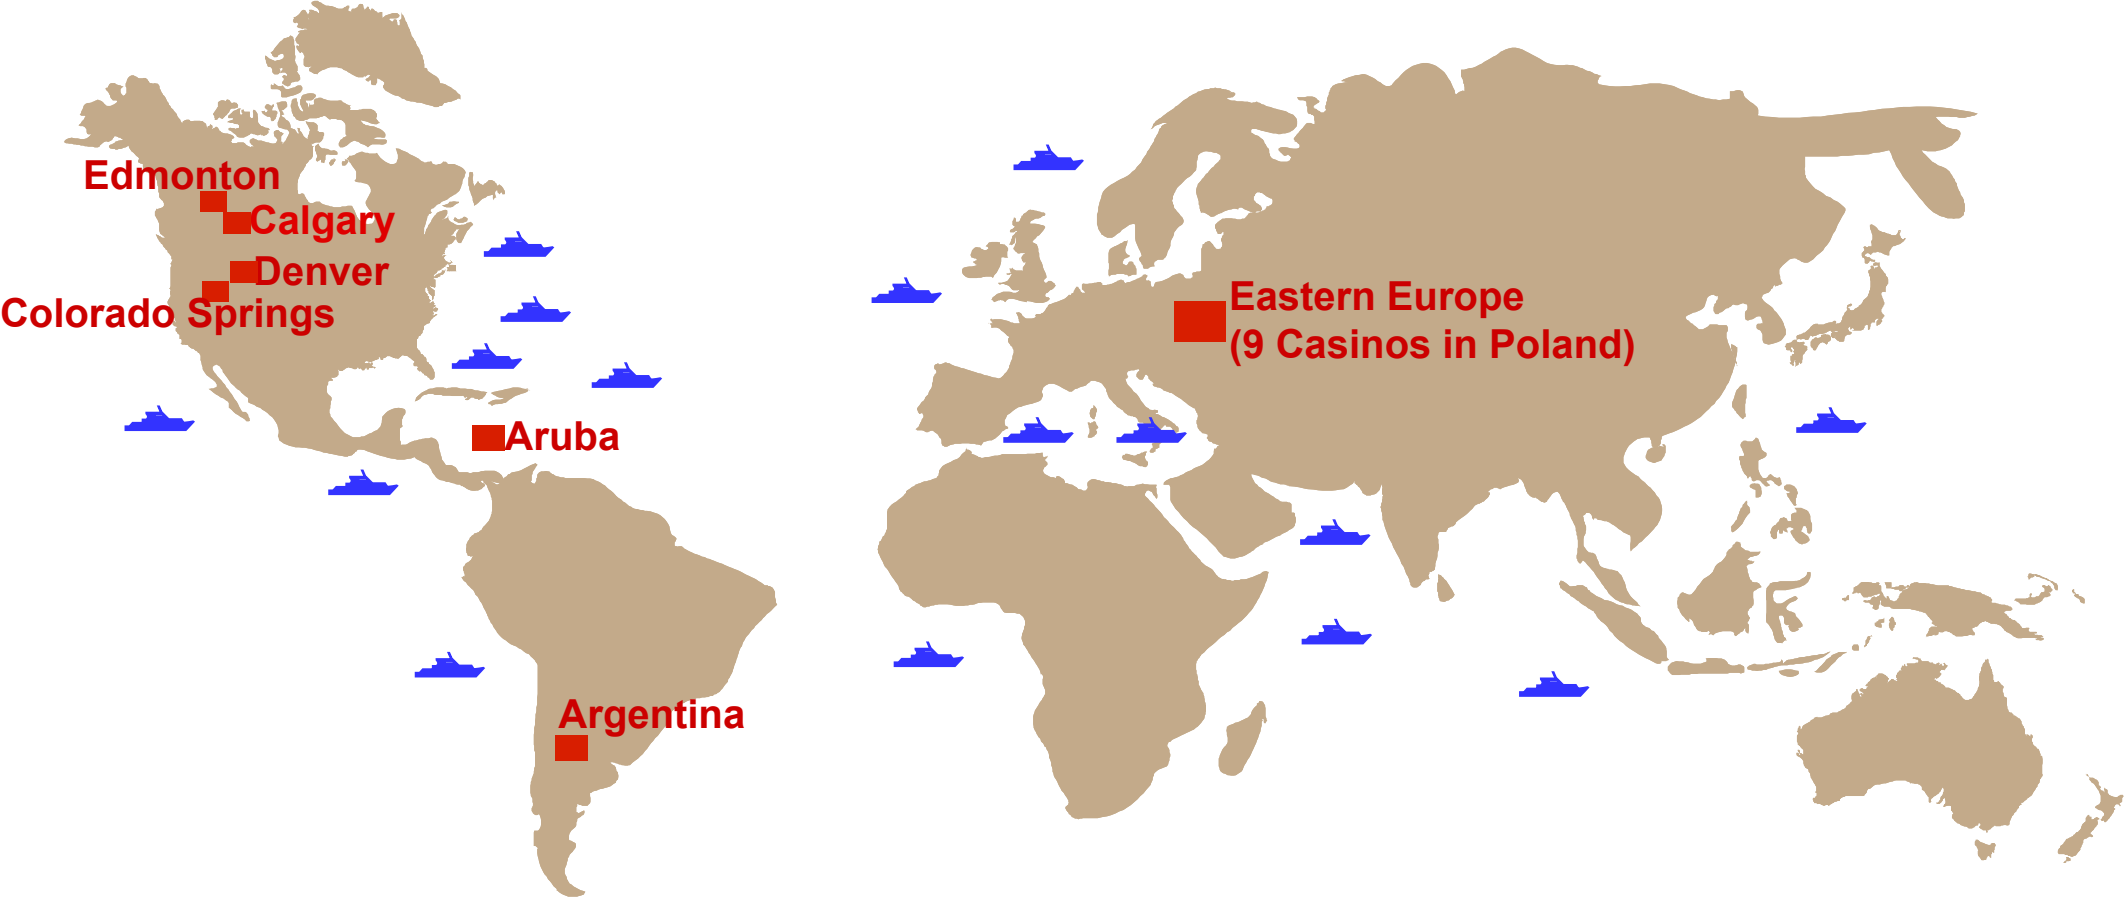 Edmonton
Calgary
Denver
Colorado Springs
Aruba
Argentina
Eastern Europe
(9 Casinos in Poland)